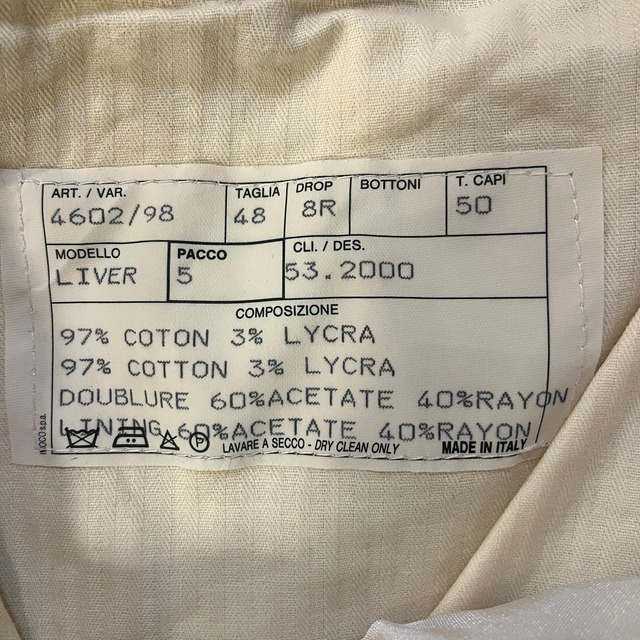 ART. / VAR. TAGLIA DROP BOTTONI T. CAPI
4602/98 48 8R 50
MODELLO PACCO CLI. / DES.
LIVER 5 53.2000
COMPOSIZIONE
97% COTON 3% LYCRA
97% COTTON 3% LYCRA
DOUBLURE 60%ACETATE 40%RAYON
LINING 60%ACETATE 40%RAYON
P LAVARE A SECCO - DRY CLEAN ONLY MADE IN ITALY